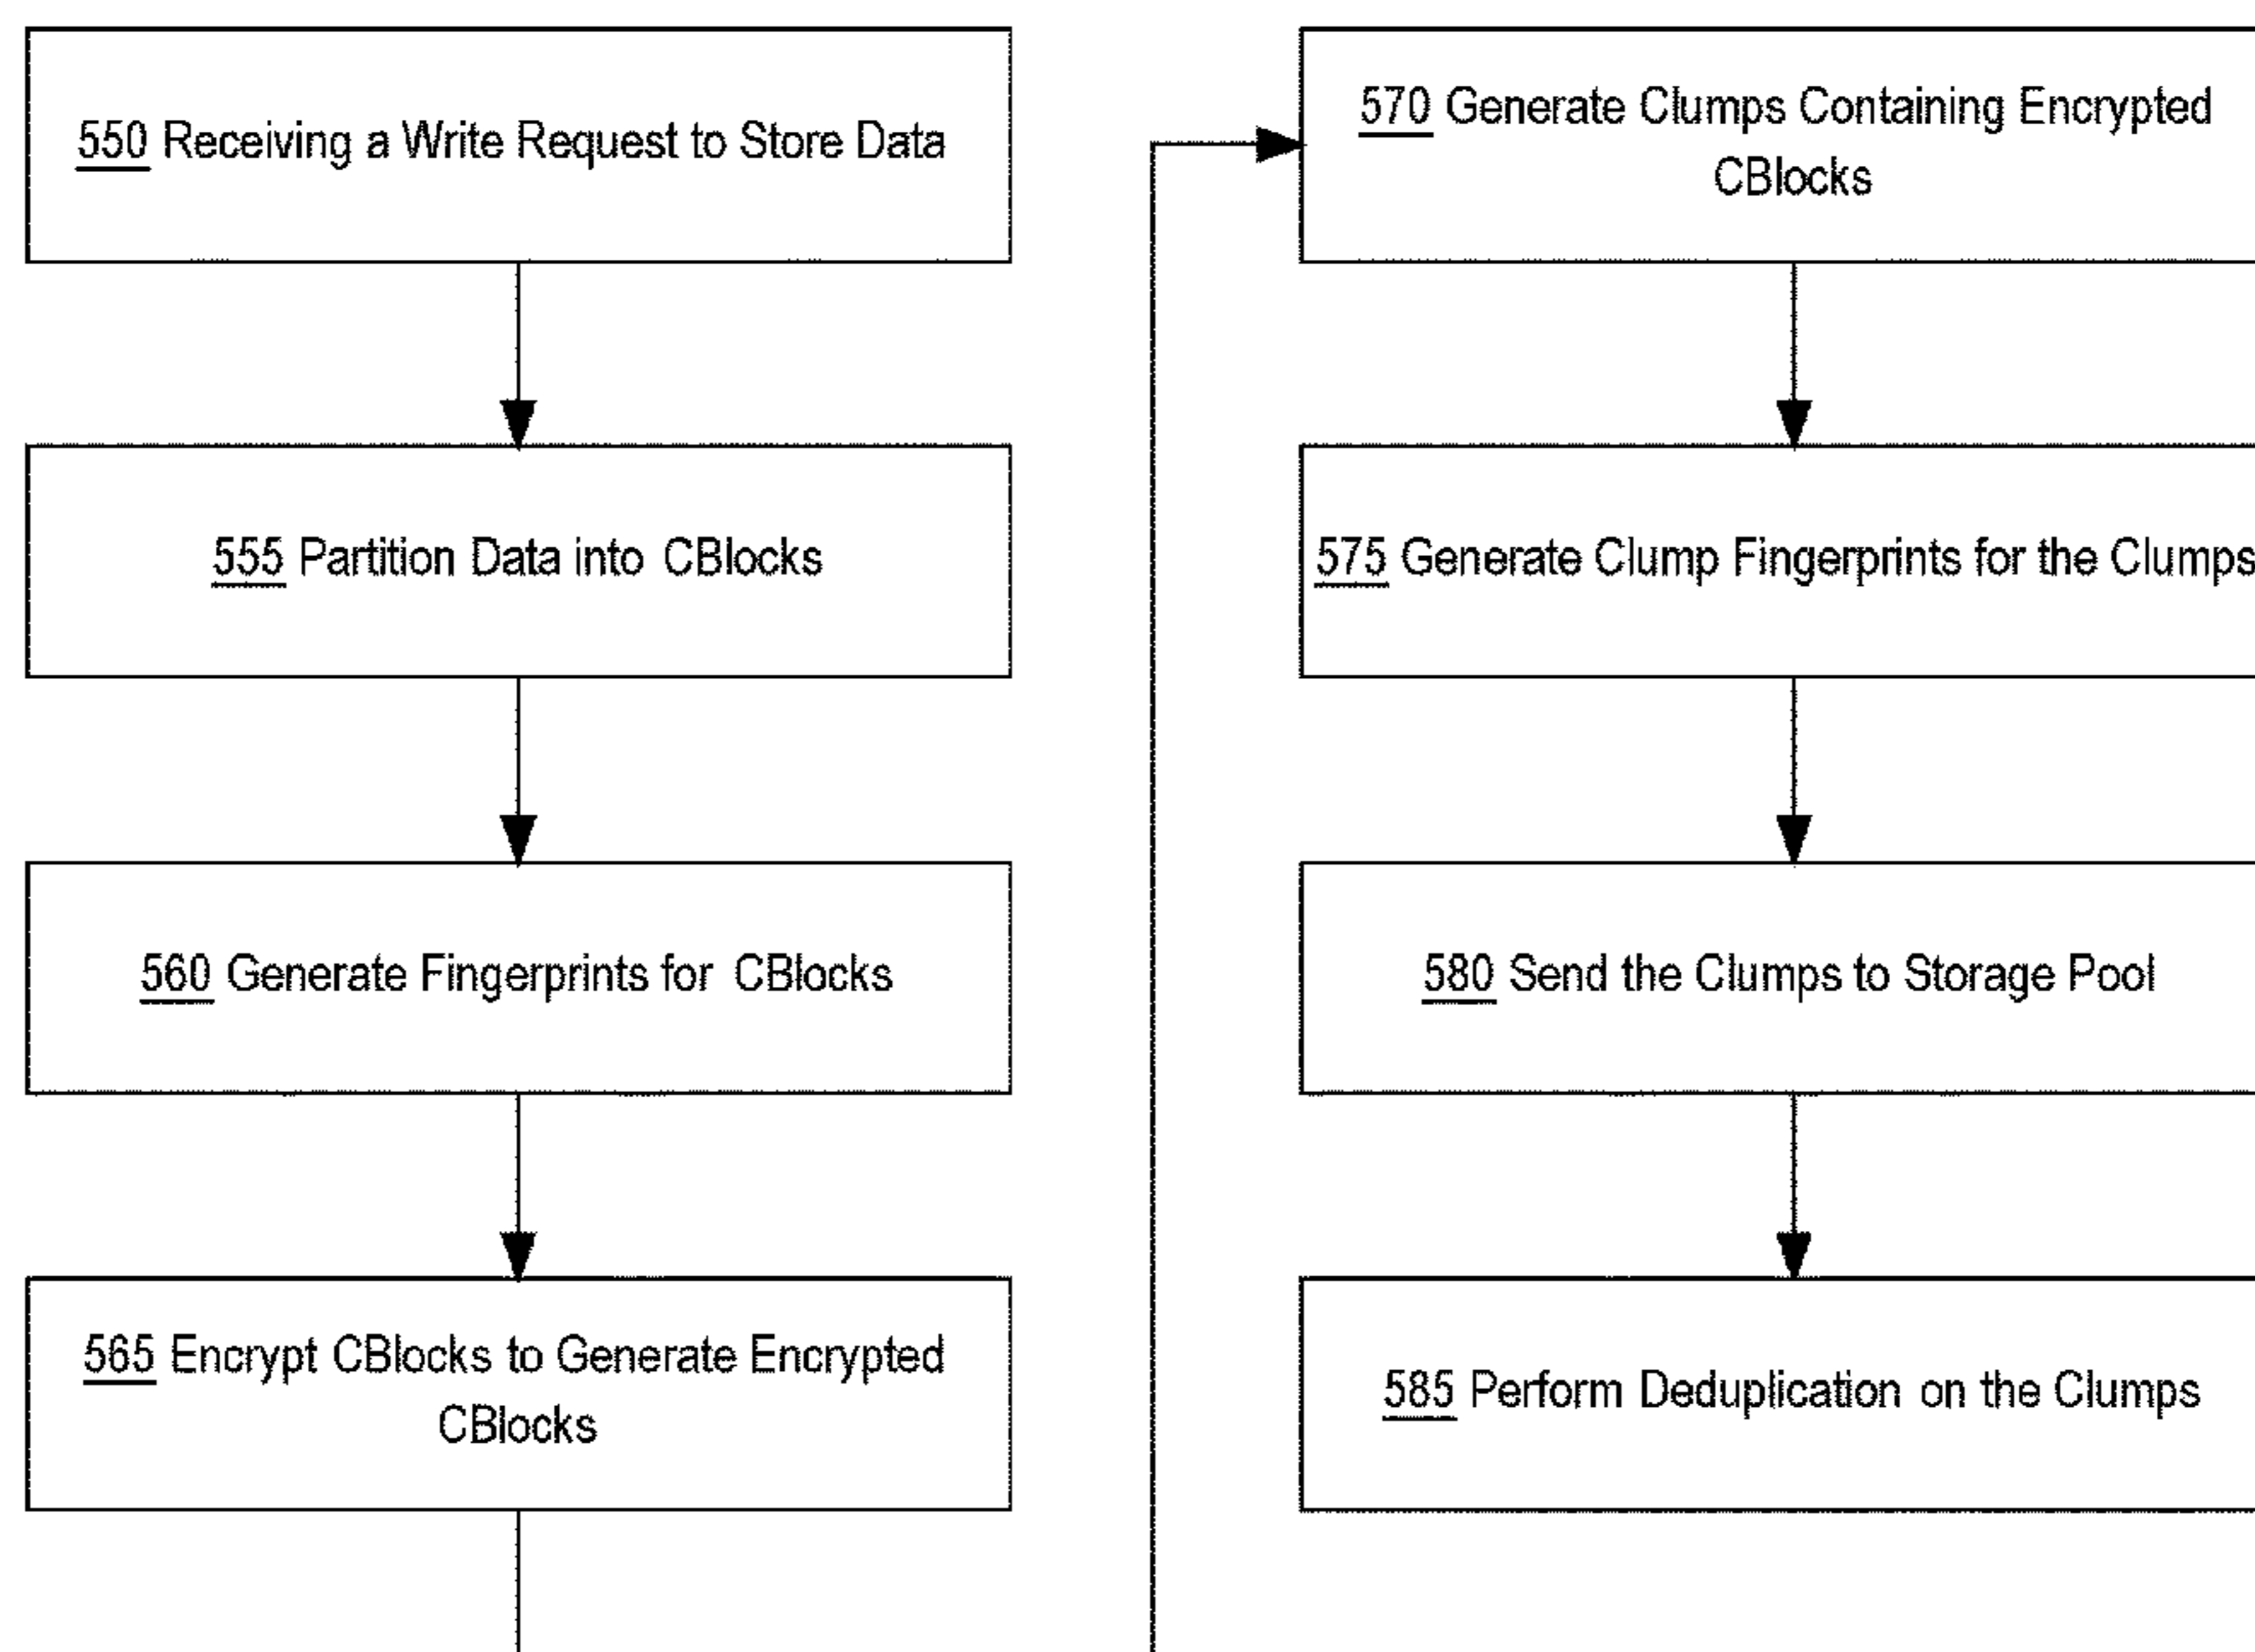 550 Receiving a Write Request to Store Data
555 Partition Data into CBlocks
560 Generate Fingerprints for CBlocks
565 Encrypt CBlocks to Generate Encrypted
CBlocks
570 Generate Clumps Containing Encrypted
CBlocks
575 Generate Clump Fingerprints for the Clumps
580 Send the Clumps to Storage Pool
585 Perform Deduplication on the Clumps